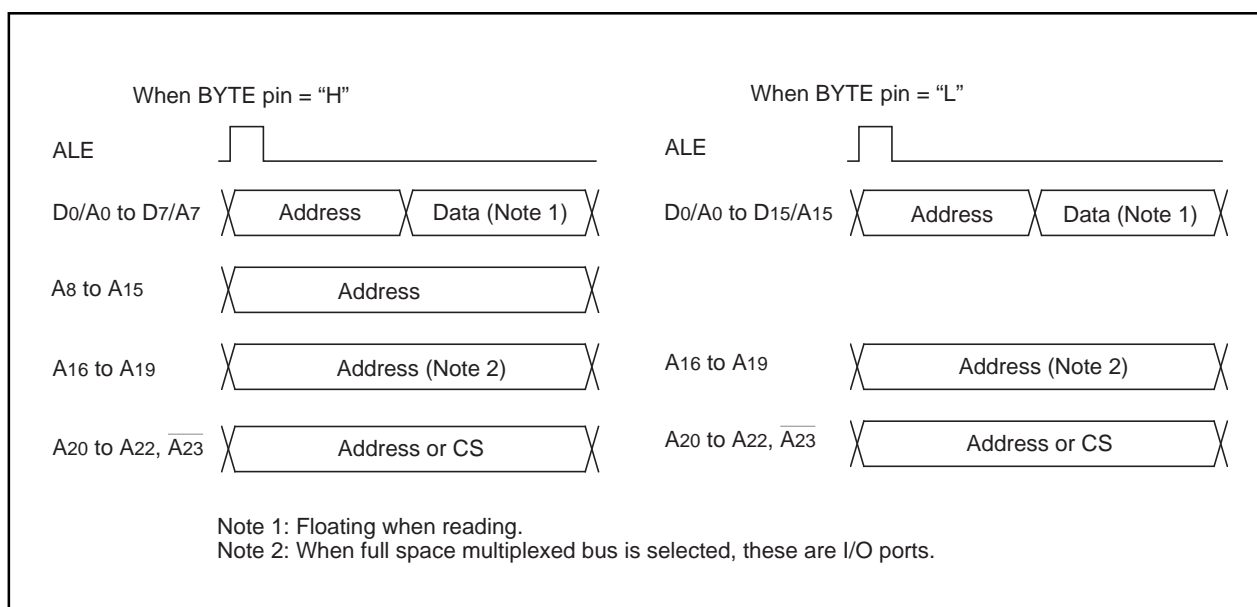 When BYTE pin = “H”
ALE
D0/A0 to D7/A7
Address
Data (Note 1)
A8 to A15
Address
A16 to A19
Address (Note 2)
A20 to A22, A23
Address or CS
When BYTE pin = “L”
ALE
D0/A0 to D15/A15
Address
Data (Note 1)
A16 to A19
Address (Note 2)
A20 to A22, A23
Address or CS
Note 1: Floating when reading.
Note 2: When full space multiplexed bus is selected, these are I/O ports.